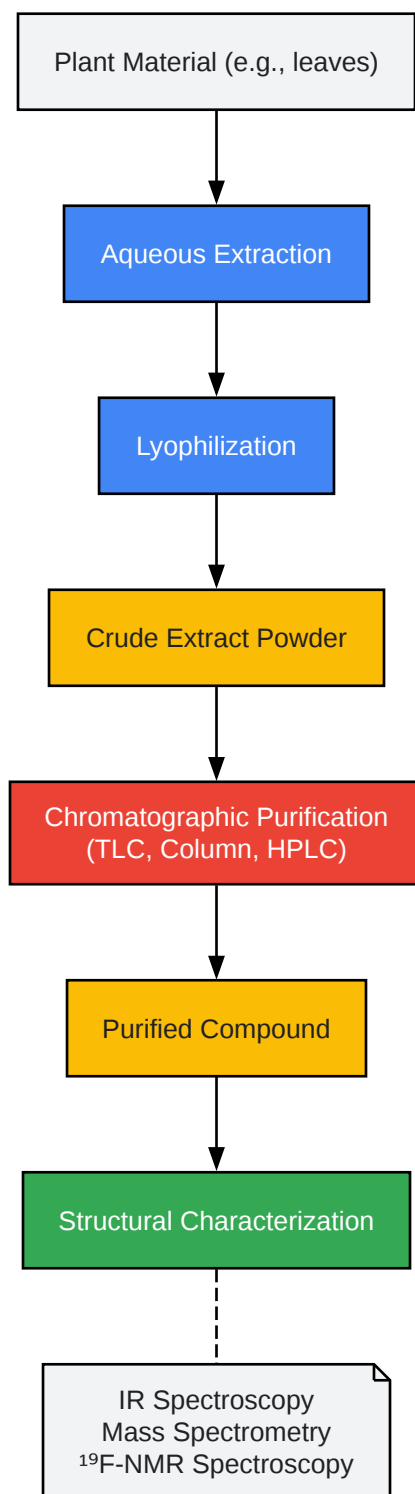 Plant Material (e.g., leaves)
Aqueous Extraction
Lyophilization
Crude Extract Powder
Chromatographic Purification
(TLC, Column, HPLC)
Purified Compound
Structural Characterization
IR Spectroscopy
Mass Spectrometry
¹⁹F-NMR Spectroscopy